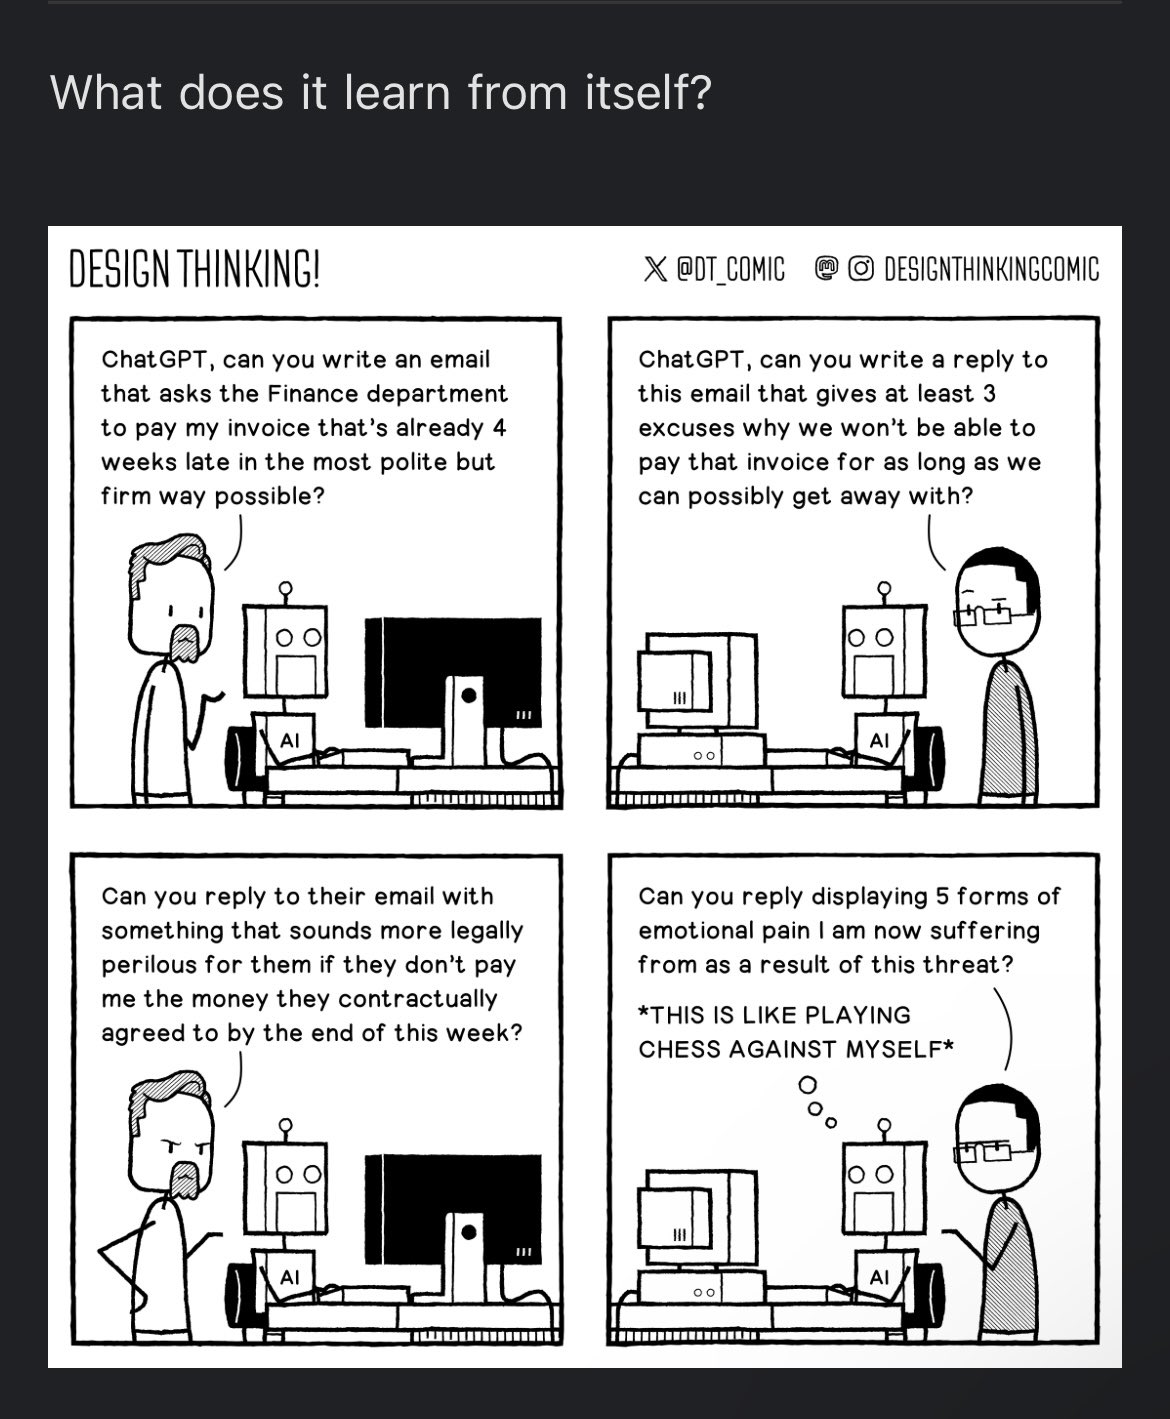 What does it learn from itself?
DESIGN THINKING!
@DT_COMIC
DESIGNTHINKINGCOMIC
ChatGPT, can you write an email
that asks the Finance department
to pay my invoice that's already 4
weeks late in the most polite but
firm way possible?
AI
ChatGPT, can you write a reply to
this email that gives at least 3
excuses why we won't be able to
pay that invoice for as long as we
can possibly get away with?
AI
Can you reply to their email with
something that sounds more legally
perilous for them if they don't pay
me the money they contractually
agreed to by the end of this week?
AI
Can you reply displaying 5 forms of
emotional pain I am now suffering
from as a result of this threat?
*THIS IS LIKE PLAYING
CHESS AGAINST MYSELF*
AI